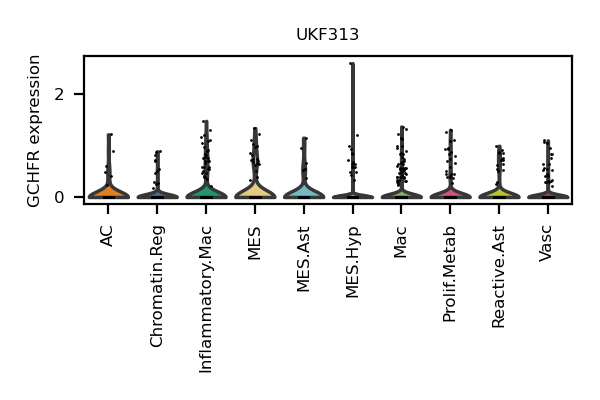 UKF313
GCHFR expression
2
0
AC
Chromatin.Reg
Inflammatory.Mac
MES
MES.Ast
MES.Hyp
Mac
Prolif.Metab
Reactive.Ast
Vasc